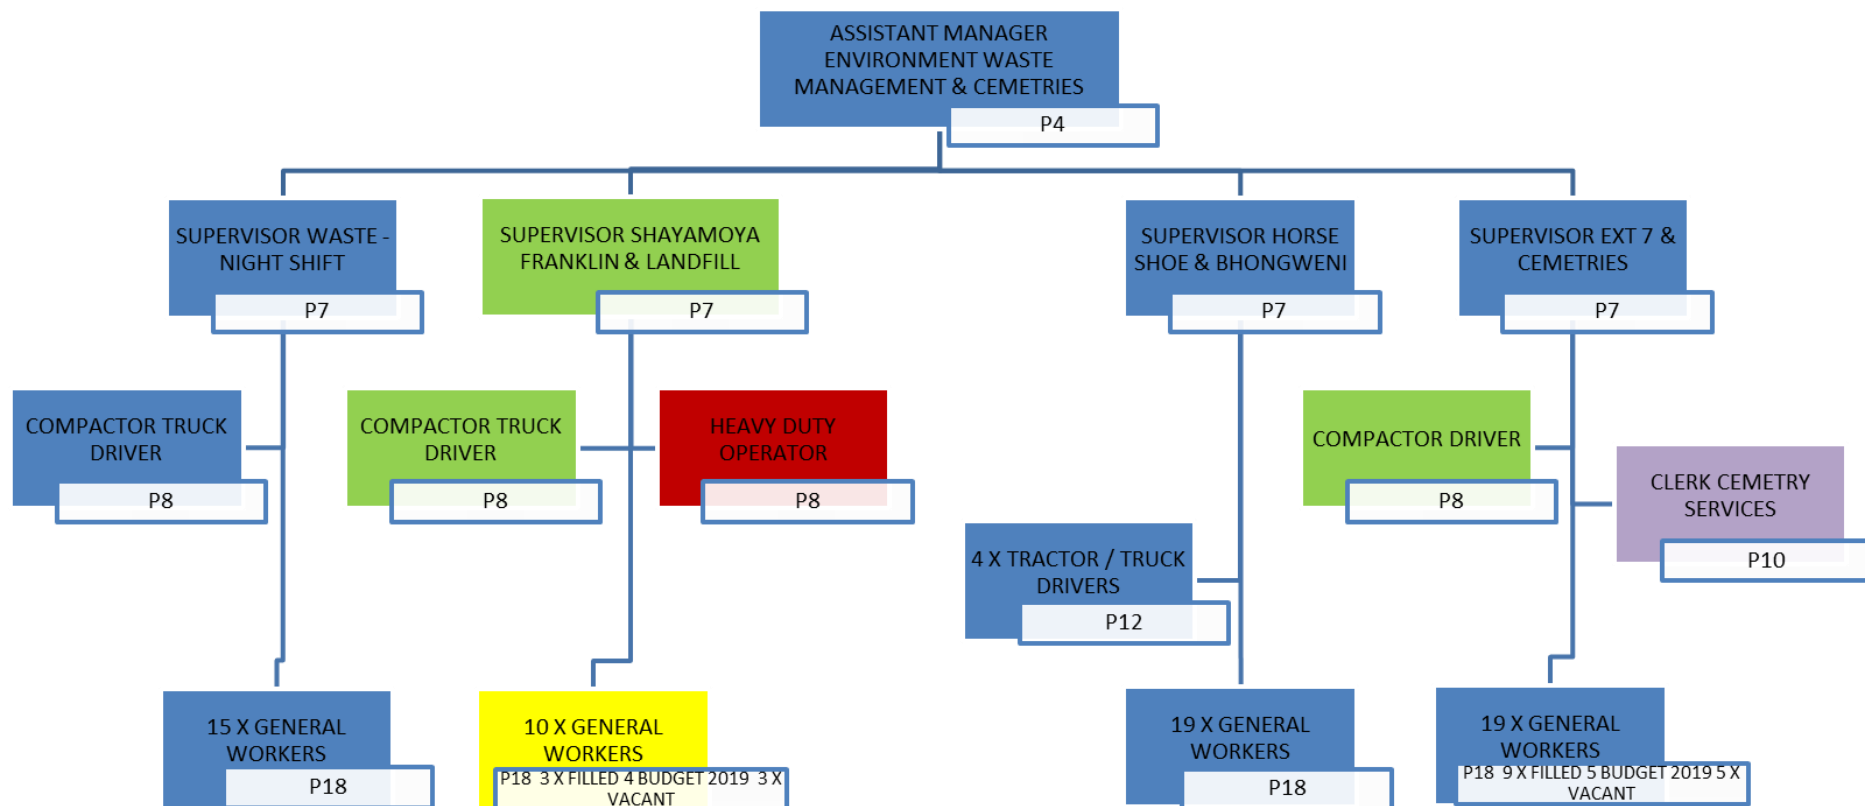 ASSISTANT MANAGER
ENVIRONMENT WASTE
MANAGEMENT & CEMETRIES
P4
SUPERVISOR WASTE -
NIGHT SHIFT
P7
SUPERVISOR SHAYAMOYA
FRANKLIN & LANDFILL
P7
SUPERVISOR HORSE
SHOE & BHONGWENI
P7
SUPERVISOR EXT 7 &
CEMETRIES
P7
COMPACTOR TRUCK
DRIVER
P8
COMPACTOR TRUCK
DRIVER
P8
HEAVY DUTY
OPERATOR
P8
COMPACTOR DRIVER
P8
CLERK CEMETRY
SERVICES
P10
4 X TRACTOR / TRUCK
DRIVERS
P12
15 X GENERAL
WORKERS
P18
10 X GENERAL
WORKERS
P18 3 X FILLED 4 BUDGET 2019 3 X
VACANT
19 X GENERAL
WORKERS
P18
19 X GENERAL
WORKERS
P18 9 X FILLED 5 BUDGET 2019 5 X
VACANT